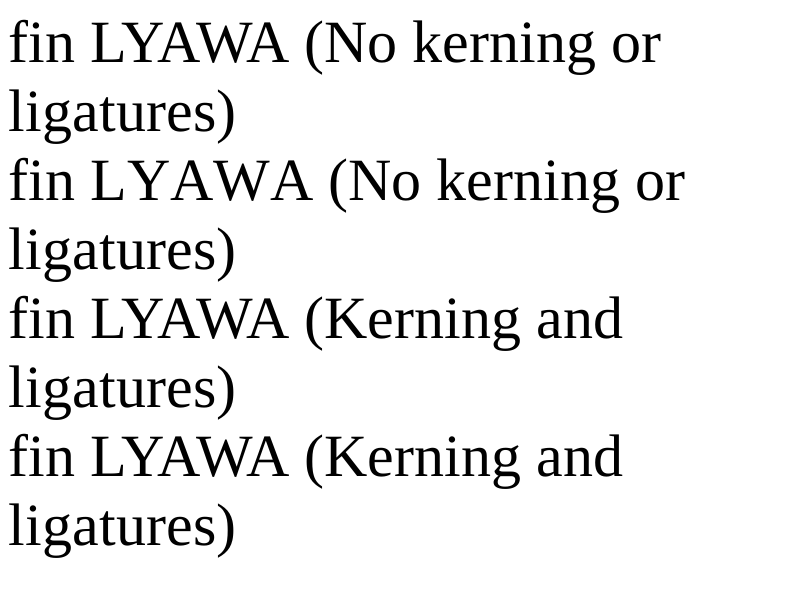 fin LYAWA (No kerning or
ligatures)
fin LYAWA (No kerning or
ligatures)
fin LYAWA (Kerning and
ligatures)
fin LYAWA (Kerning and
ligatures)